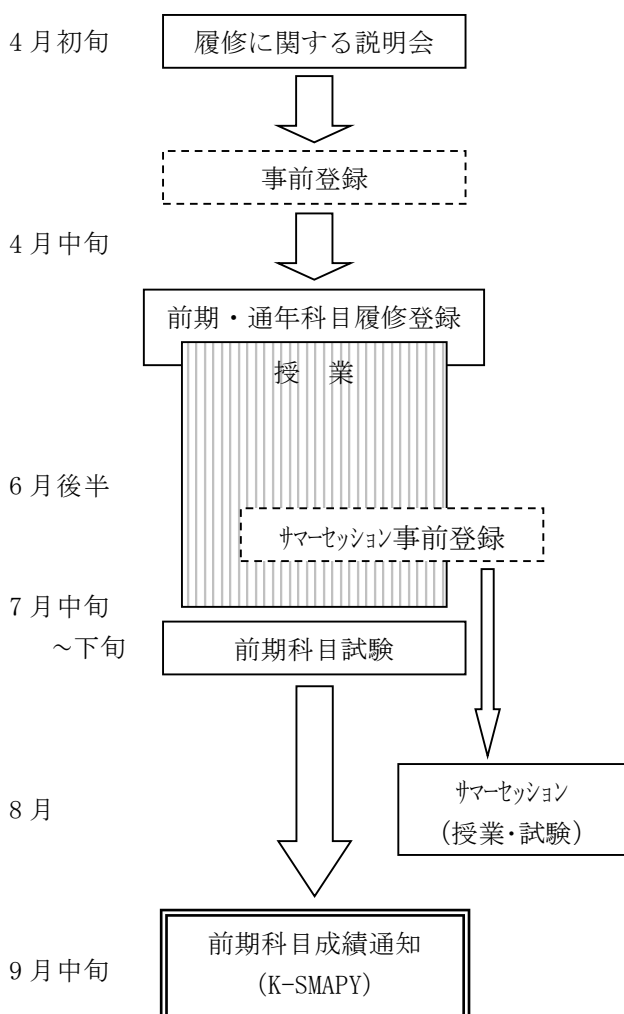 4月初旬
履修に関する説明会
事前登録
4月中旬
前期・通年科目履修登録
授 業
6月後半
サマーセッション事前登録
7月中旬
~下旬
前期科目試験
8月
サマーセッション
(授業・試験)
9月中旬
前期科目成績通知
(K-SMAPY)